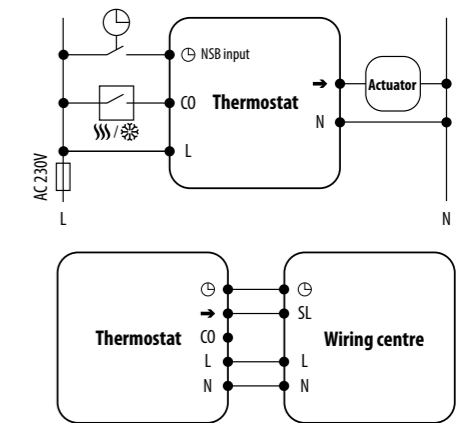 NSB input
CO Thermostat
Actuator
N
L
AC 230V
L
N
Thermostat
CO
L
N
SL
Wiring centre
L
N